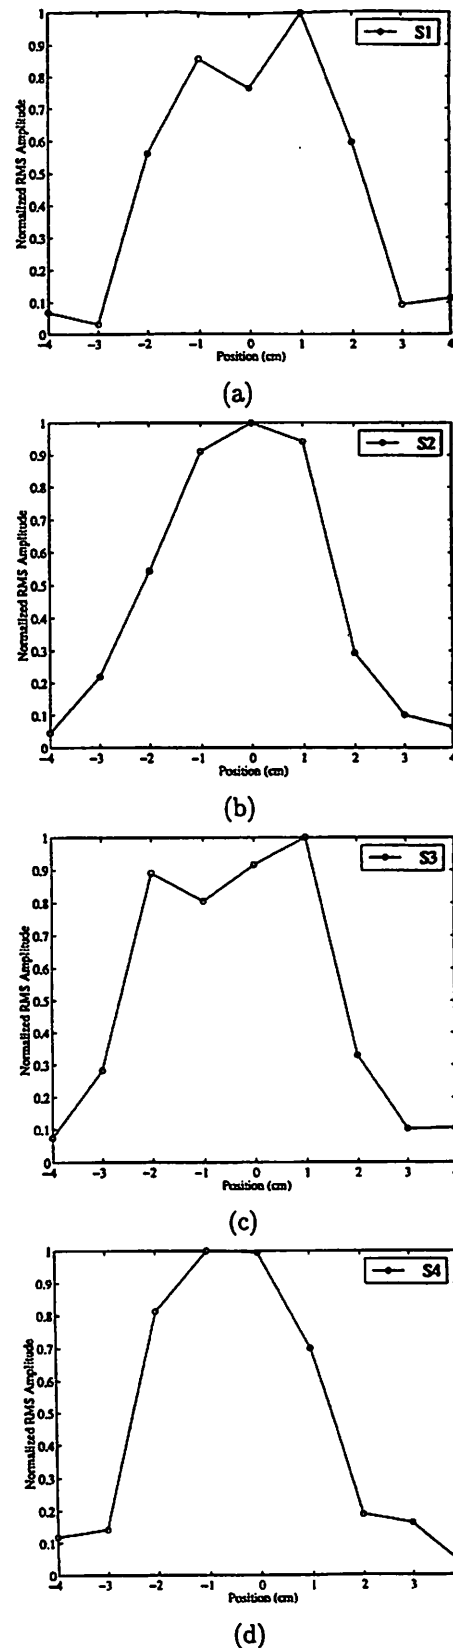 1
0.9
0.8
0.7
0.6
0.5
0.4
0.3
0.2
0.1
0
Normalized RMS Amplitude
S1
−4 −3 −2 −1 0 1 2 3 4
Position (cm)
(a)
1
0.9
0.8
0.7
0.6
0.5
0.4
0.3
0.2
0.1
0
Normalized RMS Amplitude
S2
−4 −3 −2 −1 0 1 2 3 4
Position (cm)
(b)
1
0.9
0.8
0.7
0.6
0.5
0.4
0.3
0.2
0.1
0
Normalized RMS Amplitude
S3
−4 −3 −2 −1 0 1 2 3 4
Position (cm)
(c)
1
0.9
0.8
0.7
0.6
0.5
0.4
0.3
0.2
0.1
0
Normalized RMS Amplitude
S4
−4 −3 −2 −1 0 1 2 3 4
Position (cm)
(d)